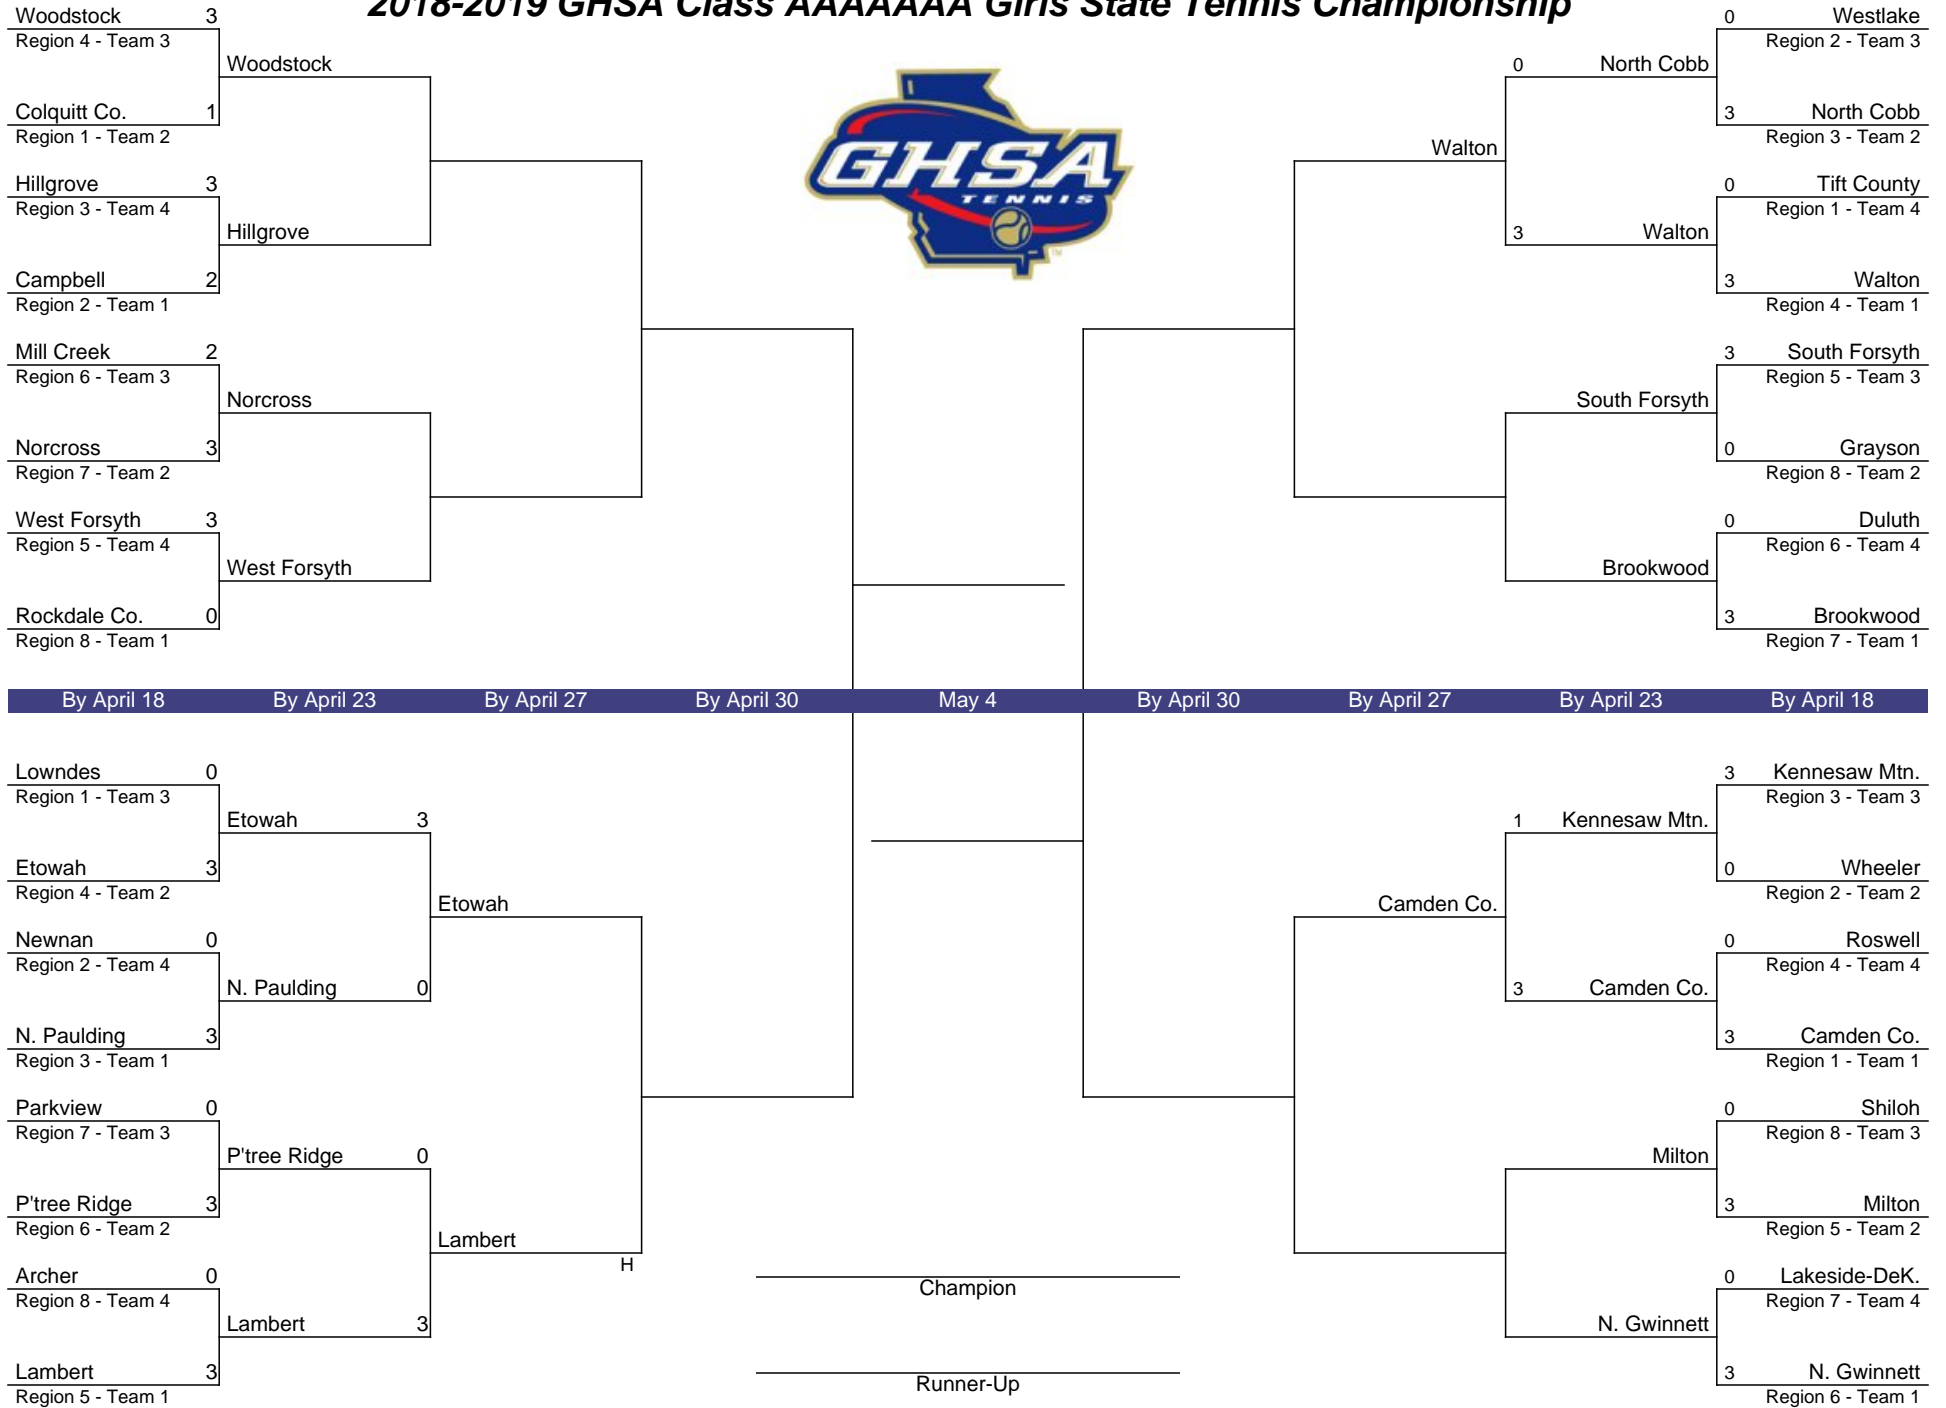 2018-2019 GHSA Class AAAAAAA Girls State Tennis Championship
GHSA
TENNIS
TM
Woodstock 3
Region 4 - Team 3
Woodstock
Colquitt Co. 1
Region 1 - Team 2
Hillgrove 3
Region 3 - Team 4
Hillgrove
Campbell 2
Region 2 - Team 1
Mill Creek 2
Region 6 - Team 3
Norcross
Norcross 3
Region 7 - Team 2
West Forsyth 3
Region 5 - Team 4
West Forsyth
Rockdale Co. 0
Region 8 - Team 1
0 Westlake
Region 2 - Team 3
0 North Cobb
3 North Cobb
Region 3 - Team 2
Walton
0 Tift County
Region 1 - Team 4
3 Walton
3 Walton
Region 4 - Team 1
3 South Forsyth
Region 5 - Team 3
South Forsyth
0 Grayson
Region 8 - Team 2
0 Duluth
Region 6 - Team 4
Brookwood
3 Brookwood
Region 7 - Team 1
By April 18 By April 23 By April 27 By April 30 May 4 By April 30 By April 27 By April 23 By April 18
Lowndes 0
Region 1 - Team 3
Etowah 3
Etowah 3
Region 4 - Team 2
Etowah
Newnan 0
Region 2 - Team 4
N. Paulding 0
N. Paulding 3
Region 3 - Team 1
Parkview 0
Region 7 - Team 3
P'tree Ridge 0
P'tree Ridge 3
Region 6 - Team 2
Lambert
H
Archer 0
Region 8 - Team 4
Lambert 3
Lambert 3
Region 5 - Team 1
Champion
Runner-Up
3 Kennesaw Mtn.
Region 3 - Team 3
1 Kennesaw Mtn.
0 Wheeler
Region 2 - Team 2
Camden Co.
0 Roswell
Region 4 - Team 4
3 Camden Co.
3 Camden Co.
Region 1 - Team 1
0 Shiloh
Region 8 - Team 3
Milton
3 Milton
Region 5 - Team 2
0 Lakeside-DeK.
Region 7 - Team 4
N. Gwinnett
3 N. Gwinnett
Region 6 - Team 1